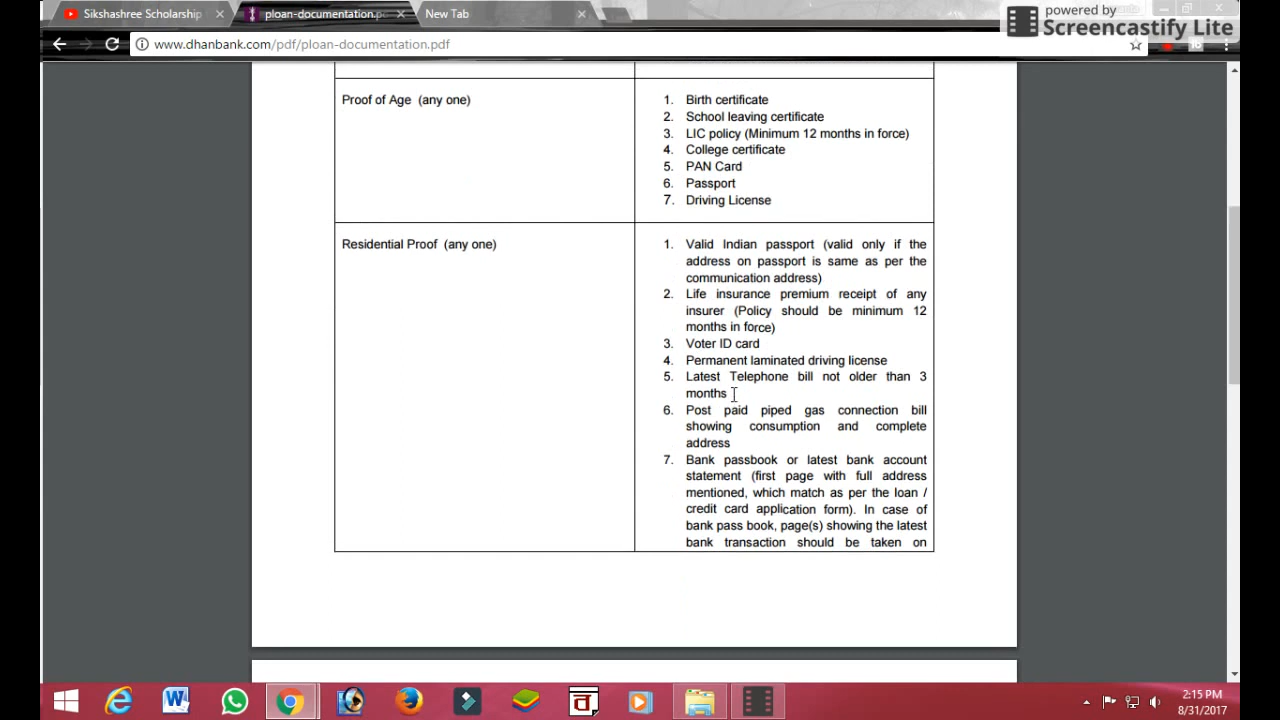 powered by
Screencastify Lite
Sikshashree Scholarship
ploan-documentation.p
New Tab
www.dhanbank.com/pdf/ploan-documentation.pdf
Proof of Age (any one)
1. Birth certificate
2. School leaving certificate
3. LIC policy (Minimum 12 months in force)
4. College certificate
5. PAN Card
6. Passport
7. Driving License
Residential Proof (any one)
1. Valid Indian passport (valid only if the
address on passport is same as per the
communication address)
2. Life insurance premium receipt of any
insurer (Policy should be minimum 12
months in force)
3. Voter ID card
4. Permanent laminated driving license
5. Latest Telephone bill not older than 3
months
6. Post paid piped gas connection bill
showing consumption and complete
address
7. Bank passbook or latest bank account
statement (first page with full address
mentioned, which match as per the loan /
credit card application form). In case of
bank pass book, page(s) showing the latest
bank transaction should be taken on
2:15 PM
8/31/2017